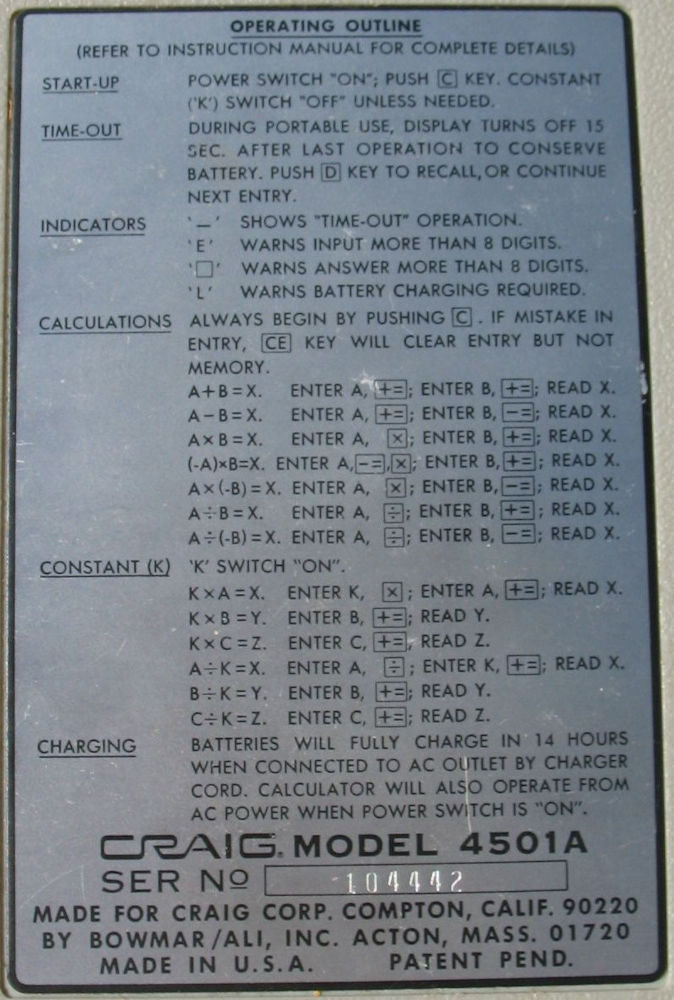 OPERATING OUTLINE
(REFER TO INSTRUCTION MANUAL FOR COMPLETE DETAILS)
START-UP POWER SWITCH "ON"; PUSH [C] KEY. CONSTANT
('K') SWITCH "OFF" UNLESS NEEDED.
TIME-OUT DURING PORTABLE USE, DISPLAY TURNS OFF 15
SEC. AFTER LAST OPERATION TO CONSERVE
BATTERY. PUSH [D] KEY TO RECALL, OR CONTINUE
NEXT ENTRY.
INDICATORS '—' SHOWS "TIME-OUT" OPERATION.
'E' WARNS INPUT MORE THAN 8 DIGITS.
'□' WARNS ANSWER MORE THAN 8 DIGITS.
'L' WARNS BATTERY CHARGING REQUIRED.
CALCULATIONS ALWAYS BEGIN BY PUSHING [C]. IF MISTAKE IN
ENTRY, [CE] KEY WILL CLEAR ENTRY BUT NOT
MEMORY.
A+B=X. ENTER A, [+=]; ENTER B, [+=]; READ X.
A−B=X. ENTER A, [+=]; ENTER B, [−=]; READ X.
A×B=X. ENTER A, [×]; ENTER B, [+=]; READ X.
(-A)×B=X. ENTER A, [−=], [×]; ENTER B, [+=]; READ X.
A×(-B)=X. ENTER A, [×]; ENTER B, [−=]; READ X.
A÷B=X. ENTER A, [÷]; ENTER B, [+=]; READ X.
A÷(-B)=X. ENTER A, [÷]; ENTER B, [−=]; READ X.
CONSTANT (K) 'K' SWITCH "ON".
K×A=X. ENTER K, [×]; ENTER A, [+=]; READ X.
K×B=Y. ENTER B, [+=]; READ Y.
K×C=Z. ENTER C, [+=], READ Z.
A÷K=X. ENTER A, [÷]; ENTER K, [+=]; READ X.
B÷K=Y. ENTER B, [+=]; READ Y.
C÷K=Z. ENTER C, [+=]; READ Z.
CHARGING BATTERIES WILL FULLY CHARGE IN 14 HOURS
WHEN CONNECTED TO AC OUTLET BY CHARGER
CORD. CALCULATOR WILL ALSO OPERATE FROM
AC POWER WHEN POWER SWITCH IS "ON".
CRAIG. MODEL 4501A
SER Nº 104442
MADE FOR CRAIG CORP. COMPTON, CALIF. 90220
BY BOWMAR/ALI, INC. ACTON, MASS. 01720
MADE IN U.S.A. PATENT PEND.